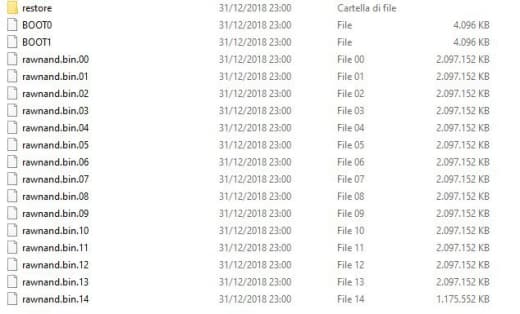 restore 31/12/2018 23:00 Cartella di file
BOOT0 31/12/2018 23:00 File 4.096 KB
BOOT1 31/12/2018 23:00 File 4.096 KB
rawnand.bin.00 31/12/2018 23:00 File 00 2.097.152 KB
rawnand.bin.01 31/12/2018 23:00 File 01 2.097.152 KB
rawnand.bin.02 31/12/2018 23:00 File 02 2.097.152 KB
rawnand.bin.03 31/12/2018 23:00 File 03 2.097.152 KB
rawnand.bin.04 31/12/2018 23:00 File 04 2.097.152 KB
rawnand.bin.05 31/12/2018 23:00 File 05 2.097.152 KB
rawnand.bin.06 31/12/2018 23:00 File 06 2.097.152 KB
rawnand.bin.07 31/12/2018 23:00 File 07 2.097.152 KB
rawnand.bin.08 31/12/2018 23:00 File 08 2.097.152 KB
rawnand.bin.09 31/12/2018 23:00 File 09 2.097.152 KB
rawnand.bin.10 31/12/2018 23:00 File 10 2.097.152 KB
rawnand.bin.11 31/12/2018 23:00 File 11 2.097.152 KB
rawnand.bin.12 31/12/2018 23:00 File 12 2.097.152 KB
rawnand.bin.13 31/12/2018 23:00 File 13 2.097.152 KB
rawnand.bin.14 31/12/2018 23:00 File 14 1.175.552 KB